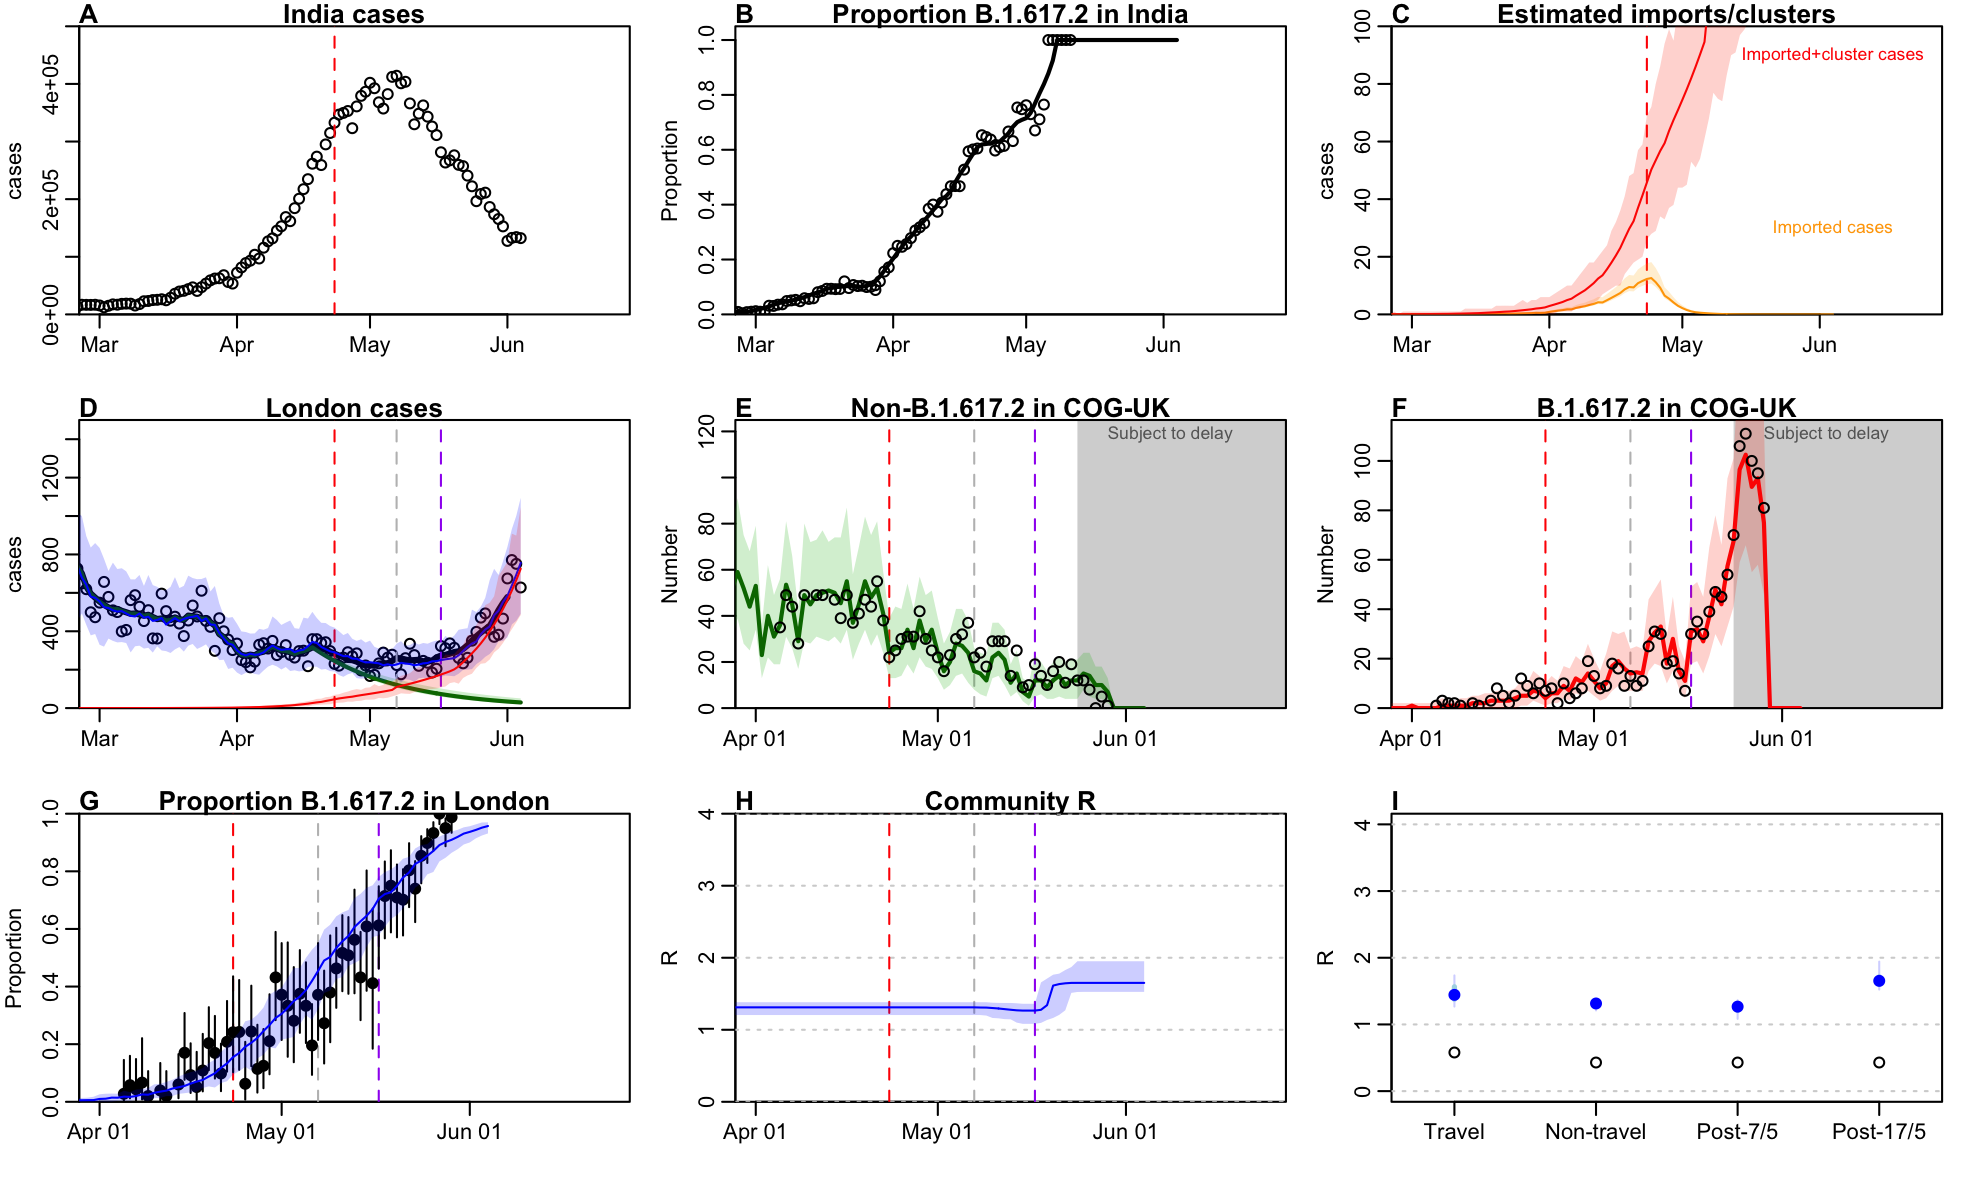 A India cases
cases
0e+00 2e+05 4e+05
Mar Apr May Jun
B Proportion B.1.617.2 in India
Proportion
0.0 0.2 0.4 0.6 0.8 1.0
Mar Apr May Jun
C Estimated imports/clusters
cases
0 20 40 60 80 100
Imported+cluster cases
Imported cases
Mar Apr May Jun
D London cases
cases
0 400 800 1200
Mar Apr May Jun
E Non-B.1.617.2 in COG-UK
Number
0 20 40 60 80 120
Subject to delay
Apr 01 May 01 Jun 01
F B.1.617.2 in COG-UK
Number
0 20 40 60 80 100
Subject to delay
Apr 01 May 01 Jun 01
G Proportion B.1.617.2 in London
Proportion
0.0 0.2 0.4 0.6 0.8 1.0
Apr 01 May 01 Jun 01
H Community R
R
0 1 2 3 4
Apr 01 May 01 Jun 01
I
R
0 1 2 3 4
Travel Non-travel Post-7/5 Post-17/5